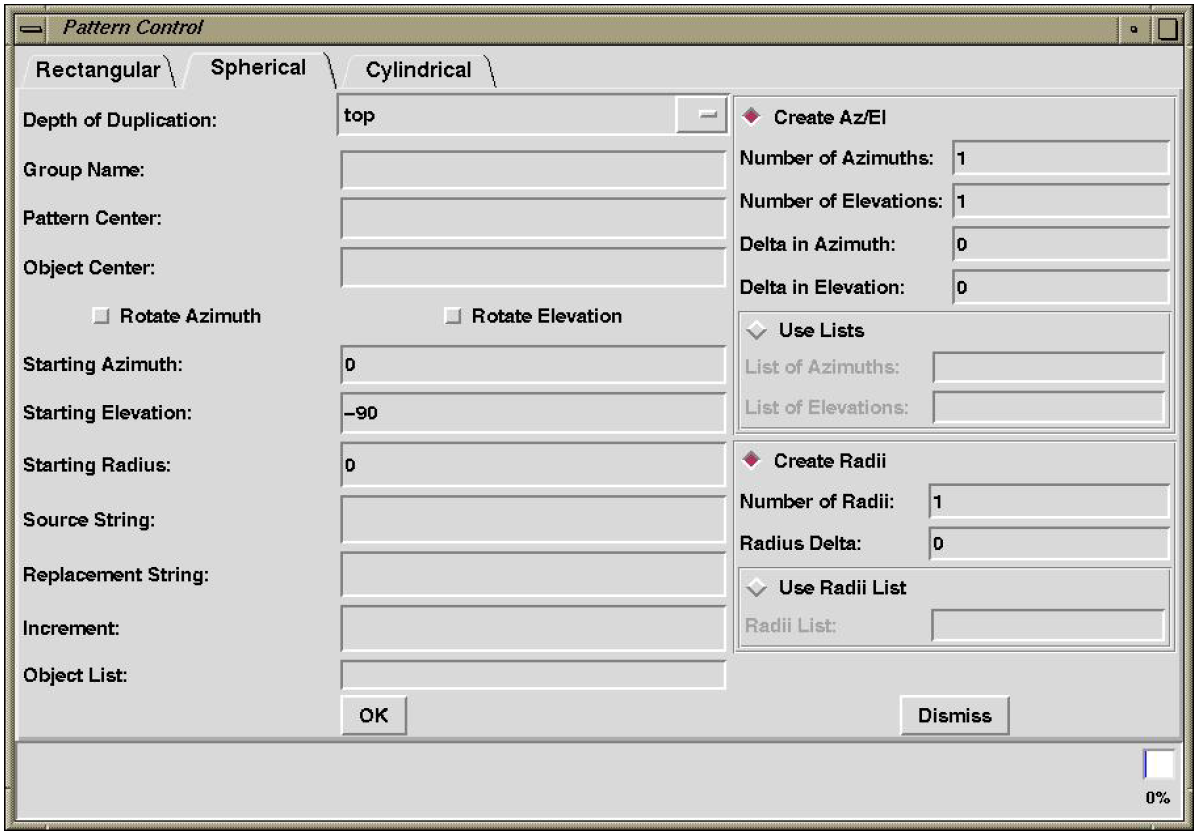 Pattern Control
Rectangular Spherical Cylindrical
Depth of Duplication: top
Group Name:
Pattern Center:
Object Center:
Rotate Azimuth Rotate Elevation
Starting Azimuth: 0
Starting Elevation: -90
Starting Radius: 0
Source String:
Replacement String:
Increment:
Object List:
OK
Create Az/El
Number of Azimuths: 1
Number of Elevations: 1
Delta in Azimuth: 0
Delta in Elevation: 0
Use Lists
List of Azimuths:
List of Elevations:
Create Radii
Number of Radii: 1
Radius Delta: 0
Use Radii List
Radii List:
Dismiss
0%